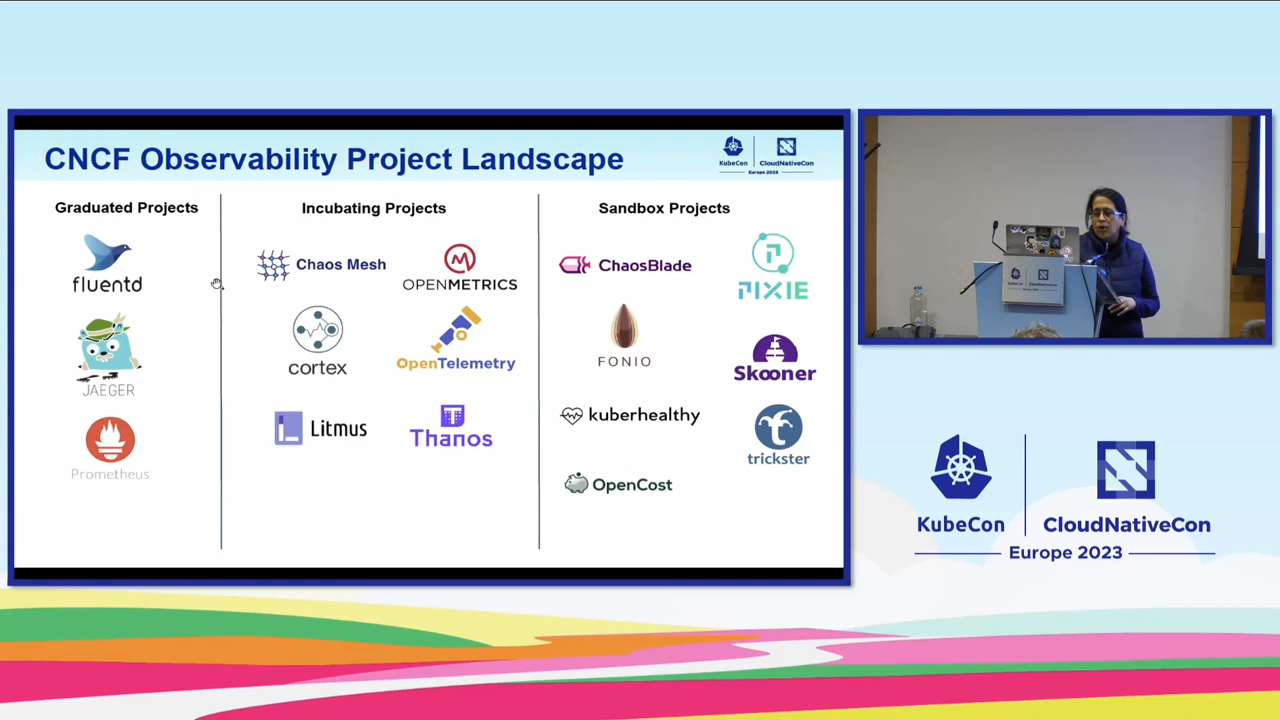 CNCF Observability Project Landscape
KubeCon
CloudNativeCon
Europe 2023
Graduated Projects
fluentd
JAEGER
Prometheus
Incubating Projects
Chaos Mesh
OPENMETRICS
cortex
OpenTelemetry
Litmus
Thanos
Sandbox Projects
ChaosBlade
PIXIE
FONIO
Skooner
kuberhealthy
trickster
OpenCost
KubeCon
CloudNativeCon
Europe 2023